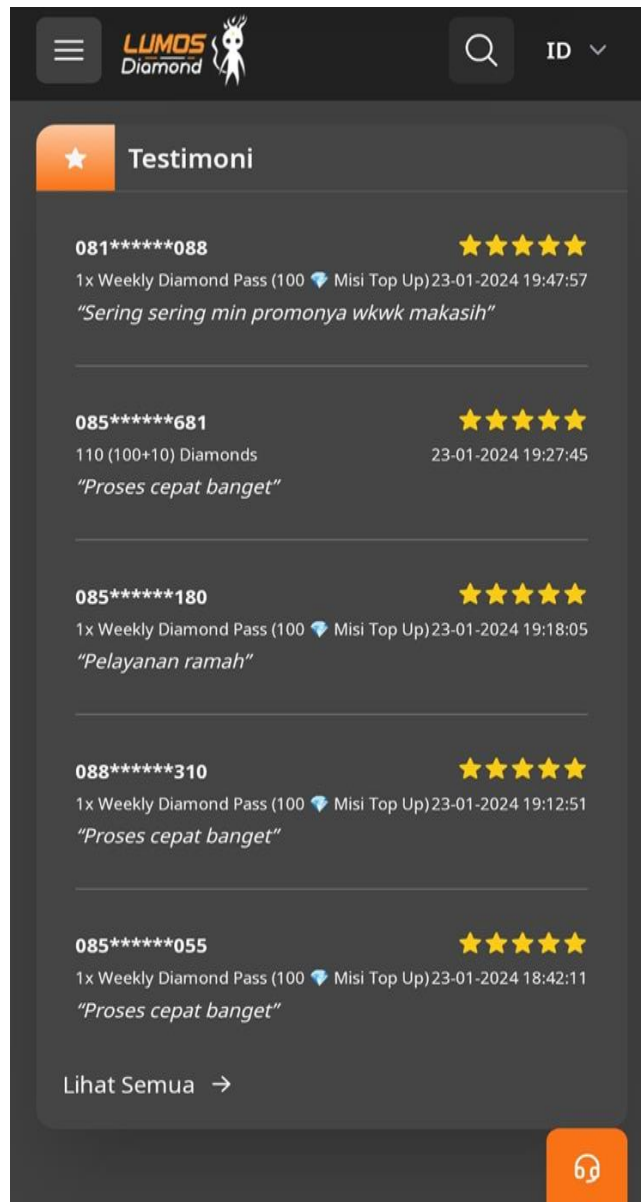 LUMOS
Diamond
ID
Testimoni
081******088
1x Weekly Diamond Pass (100 💎 Misi Top Up) 23-01-2024 19:47:57
“Sering sering min promonya wkwk makasih”
085******681
110 (100+10) Diamonds 23-01-2024 19:27:45
“Proses cepat banget”
085******180
1x Weekly Diamond Pass (100 💎 Misi Top Up) 23-01-2024 19:18:05
“Pelayanan ramah”
088******310
1x Weekly Diamond Pass (100 💎 Misi Top Up) 23-01-2024 19:12:51
“Proses cepat banget”
085******055
1x Weekly Diamond Pass (100 💎 Misi Top Up) 23-01-2024 18:42:11
“Proses cepat banget”
Lihat Semua →